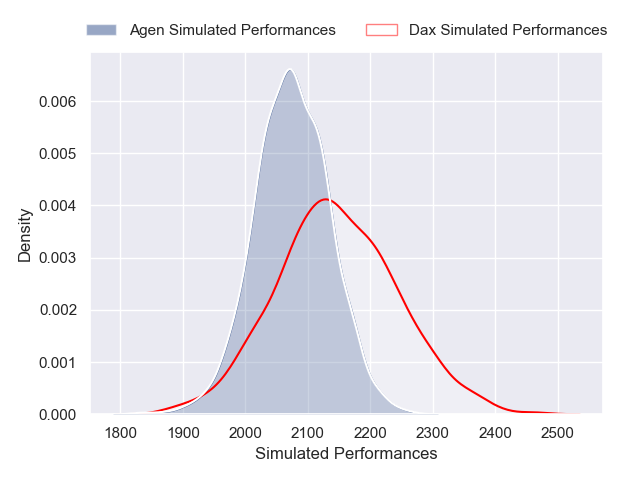 Agen Simulated Performances
Dax Simulated Performances
Density
0.006
0.005
0.004
0.003
0.002
0.001
0.000
1800 1900 2000 2100 2200 2300 2400 2500
Simulated Performances